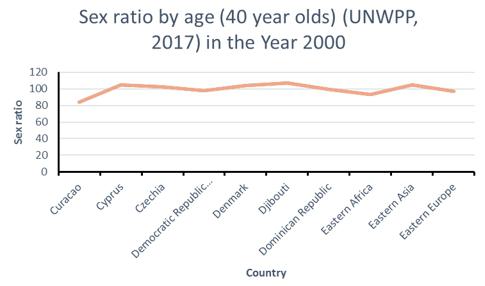 Sex ratio by age (40 year olds) (UNWPP,
2017) in the Year 2000
Sex ratio
120
100
80
60
40
20
0
Curacao
Cyprus
Czechia
Democratic Republic...
Denmark
Djibouti
Dominican Republic
Eastern Africa
Eastern Asia
Eastern Europe
Country